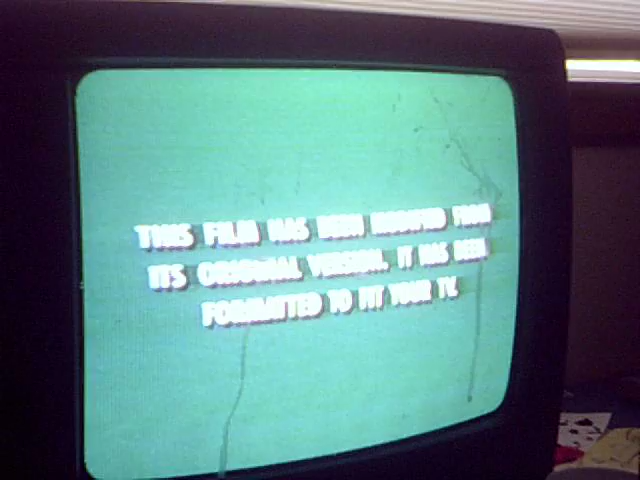 THIS FILM HAS BEEN MODIFIED FROM
ITS ORIGINAL VERSION. IT HAS BEEN
FORMATTED TO FIT YOUR TV.